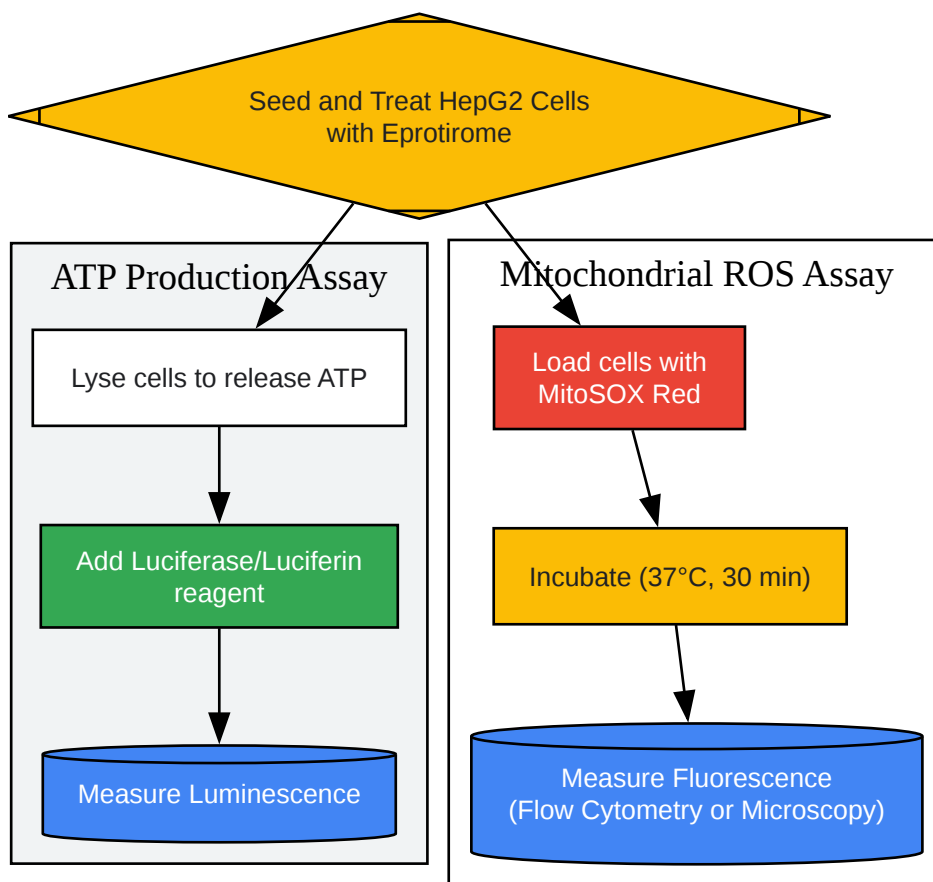 Seed and Treat HepG2 Cells
with Eprotirome
ATP Production Assay
Lyse cells to release ATP
Add Luciferase/Luciferin
reagent
Measure Luminescence
Mitochondrial ROS Assay
Load cells with
MitoSOX Red
Incubate (37°C, 30 min)
Measure Fluorescence
(Flow Cytometry or Microscopy)